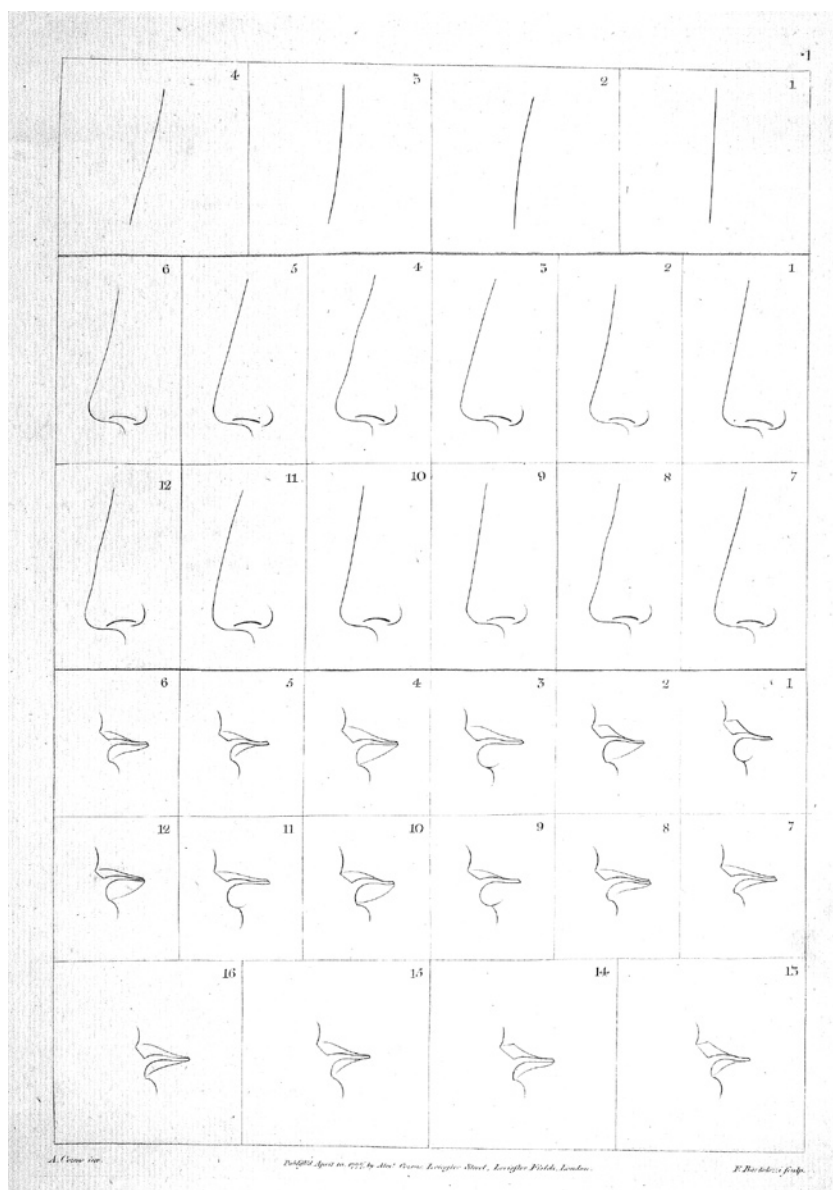 1
4 3 2 1
6 5 4 3 2 1
12 11 10 9 8 7
6 5 4 3 2 1
12 11 10 9 8 7
16 15 14 13
A. Cozens inv. Publiſh'd April 10. 1777, by Alexr. Cozens Leiceſter Street, Leiceſter Fields, London. F. Bartolozzi ſculp.